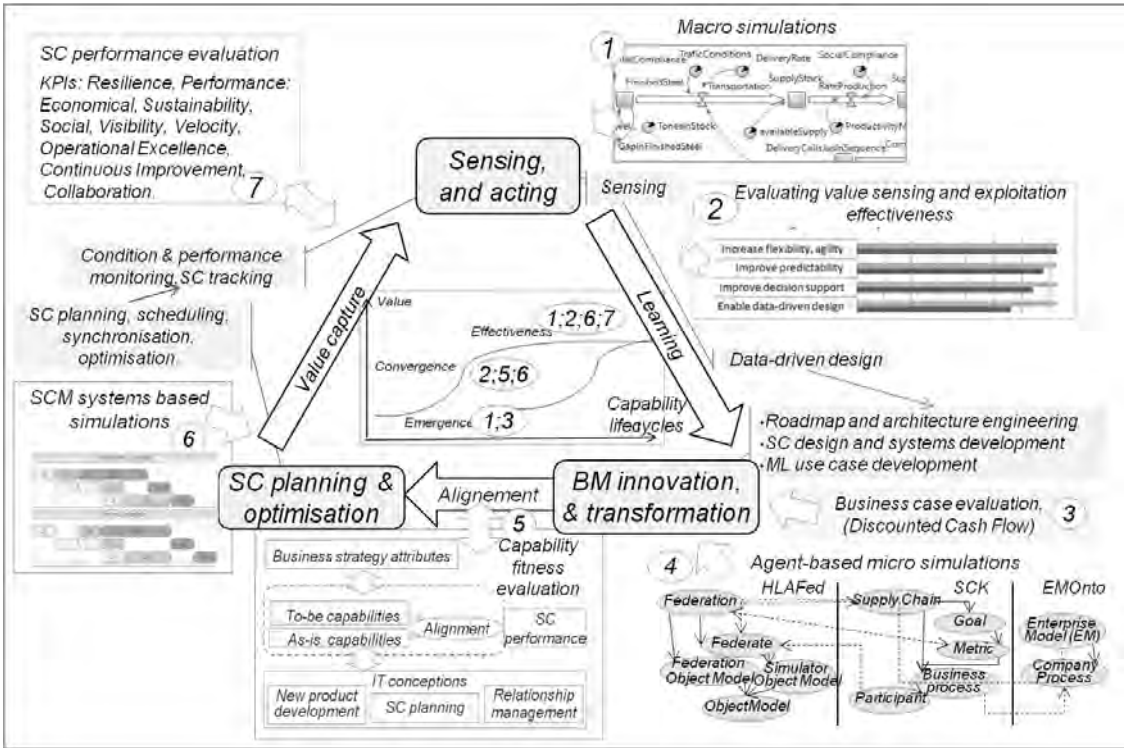 Macro simulations
1
TraficConditions
DeliveryRate
SocialCompliance
FinishedSteel
Transportation
SupplyStock
RateProduction
TonesinStock
availableSupply
GapinFinishedSteel
SC performance evaluation
KPIs: Resilience, Performance:
Economical, Sustainability,
Social, Visibility, Velocity,
Operational Excellence,
Continuous Improvement,
Collaboration.
7
Sensing,
and acting
Sensing
2
Evaluating value sensing and exploitation
effectiveness
Increase flexibility, agility
Improve predictability
Improve decision support
Enable data-driven design
Condition & performance
monitoring, SC tracking
SC planning, scheduling,
synchronisation,
optimisation
Value capture
Learning
Value
Effectiveness
1;2;6;7
Convergence
2;5;6
Emergence
1;3
Capability
lifecycles
Data-driven design
•Roadmap and architecture engineering
•SC design and systems development
•ML use case development
SCM systems based
simulations
6
SC planning &
optimisation
Alignement
BM innovation,
& transformation
Business case evaluation,
(Discounted Cash Flow)
3
5
Capability
fitness
evaluation
Business strategy attributes
To-be capabilities
As-is capabilities
Alignment
SC
performance
IT conceptions
New product
development
SC planning
Relationship
management
4
Agent-based micro simulations
HLAFed
SCK
EMOnto
Federation
Supply Chain
Goal
Enterprise
Model (EM)
Federate
Metric
Federation
Object Model
Simulator
Object Model
Business
process
Company
Process
Participant
ObjectModel